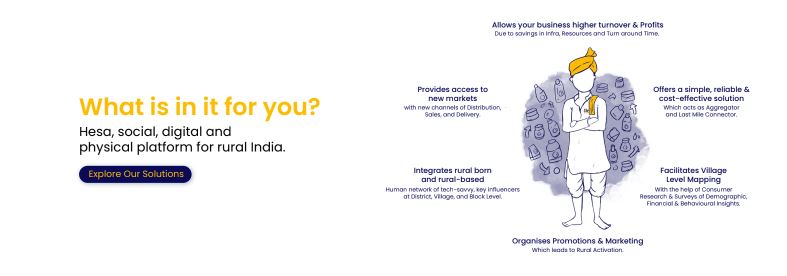 What is in it for you?
Hesa, social, digital and
physical platform for rural India.
Explore Our Solutions
Allows your business higher turnover & Profits
Due to savings in Infra, Resources and Turn around Time.
Provides access to
new markets
with new channels of Distribution,
Sales, and Delivery.
Offers a simple, reliable &
cost-effective solution
Which acts as Aggregator
and Last Mile Connector.
Integrates rural born
and rural-based
Human network of tech-savvy, key influencers
at District, Village, and Block Level.
Facilitates Village
Level Mapping
With the help of Consumer
Research & Surveys of Demographic,
Financial & Behavioural Insights.
Organises Promotions & Marketing
Which leads to Rural Activation.